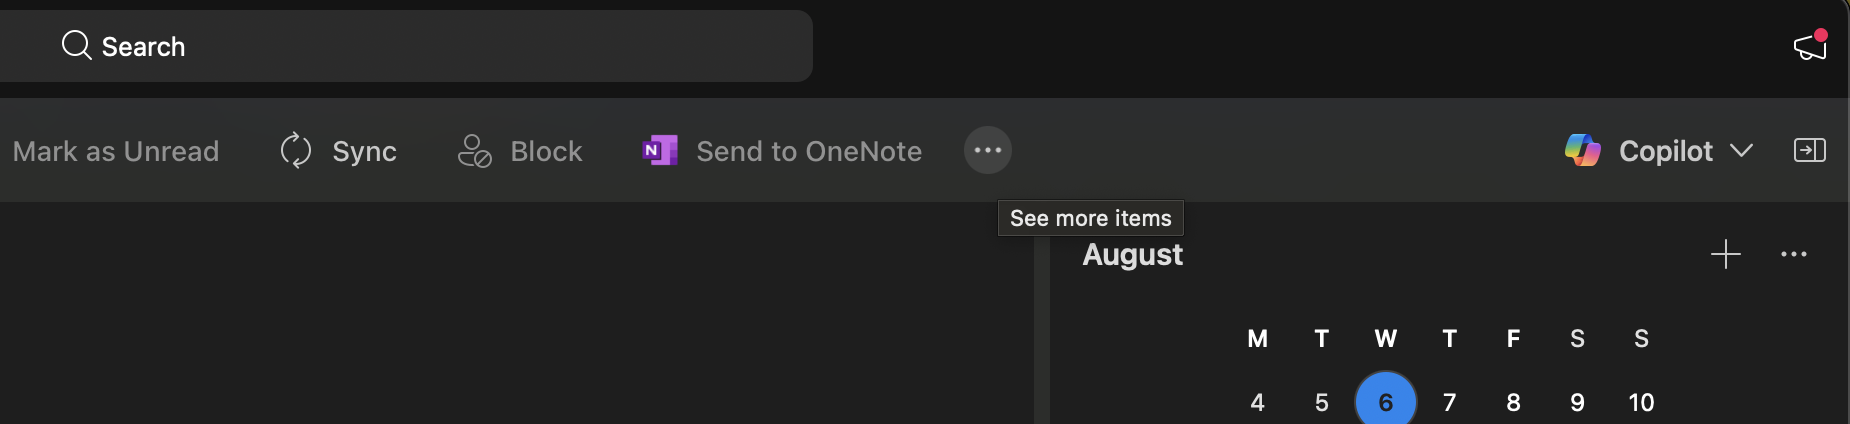 Search
Mark as Unread Sync Block N Send to OneNote Copilot
See more items
August
M T W T F S S
4 5 6 7 8 9 10